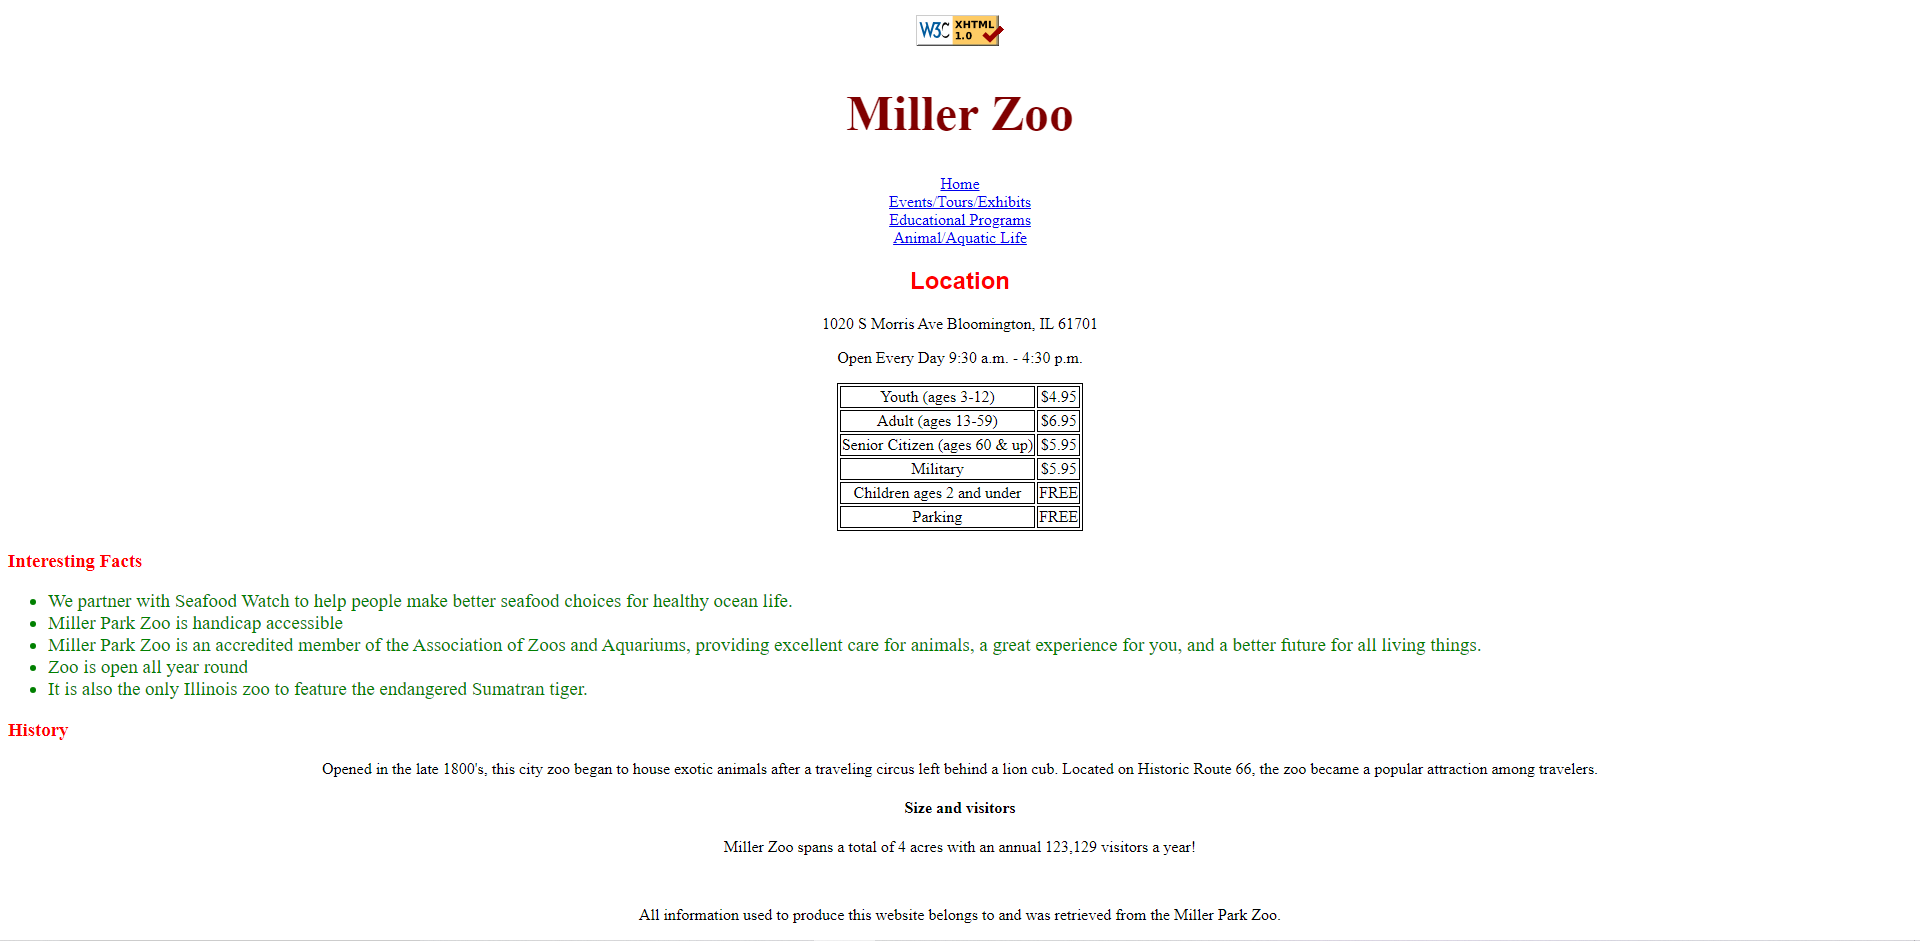 W3C XHTML 1.0
Miller Zoo
Home
Events/Tours/Exhibits
Educational Programs
Animal/Aquatic Life
Location
1020 S Morris Ave Bloomington, IL 61701
Open Every Day 9:30 a.m. - 4:30 p.m.
Youth (ages 3-12) $4.95
Adult (ages 13-59) $6.95
Senior Citizen (ages 60 & up) $5.95
Military $5.95
Children ages 2 and under FREE
Parking FREE
Interesting Facts
• We partner with Seafood Watch to help people make better seafood choices for healthy ocean life.
• Miller Park Zoo is handicap accessible
• Miller Park Zoo is an accredited member of the Association of Zoos and Aquariums, providing excellent care for animals, a great experience for you, and a better future for all living things.
• Zoo is open all year round
• It is also the only Illinois zoo to feature the endangered Sumatran tiger.
History
Opened in the late 1800's, this city zoo began to house exotic animals after a traveling circus left behind a lion cub. Located on Historic Route 66, the zoo became a popular attraction among travelers.
Size and visitors
Miller Zoo spans a total of 4 acres with an annual 123,129 visitors a year!
All information used to produce this website belongs to and was retrieved from the Miller Park Zoo.